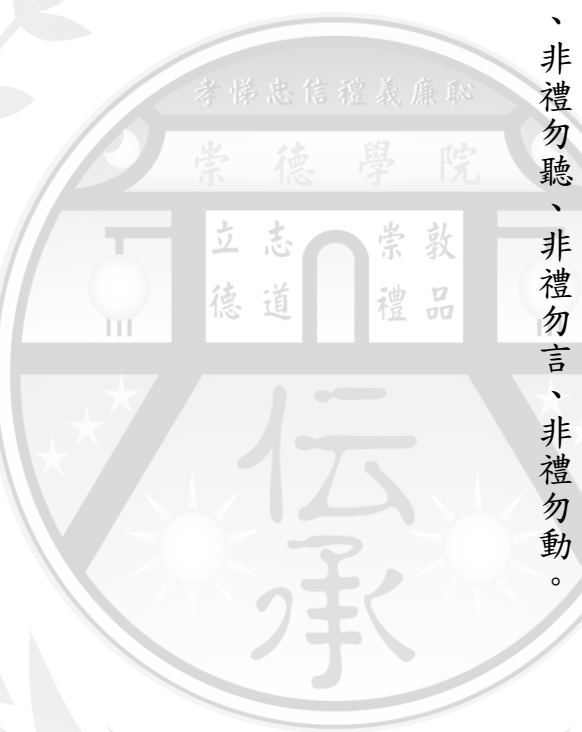 、非禮勿聽、非禮勿言、非禮勿動。
孝悌忠信禮義廉恥
崇德學院
立志 崇敦
德道 禮品
伝承